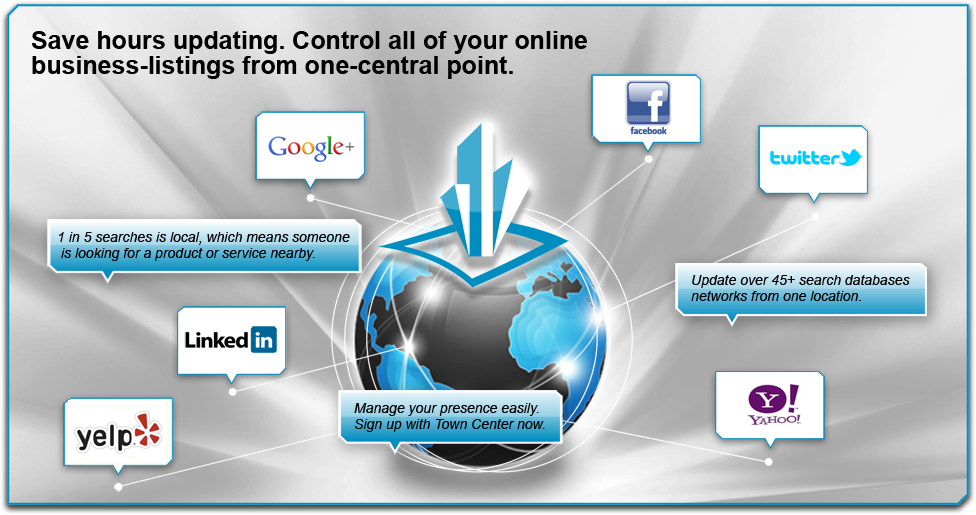 Save hours updating. Control all of your online
business-listings from one-central point.
facebook
Google+
twitter
1 in 5 searches is local, which means someone
is looking for a product or service nearby.
Update over 45+ search databases
networks from one location.
Linked in
Manage your presence easily.
Sign up with Town Center now.
yelp
Y!
YAHOO!